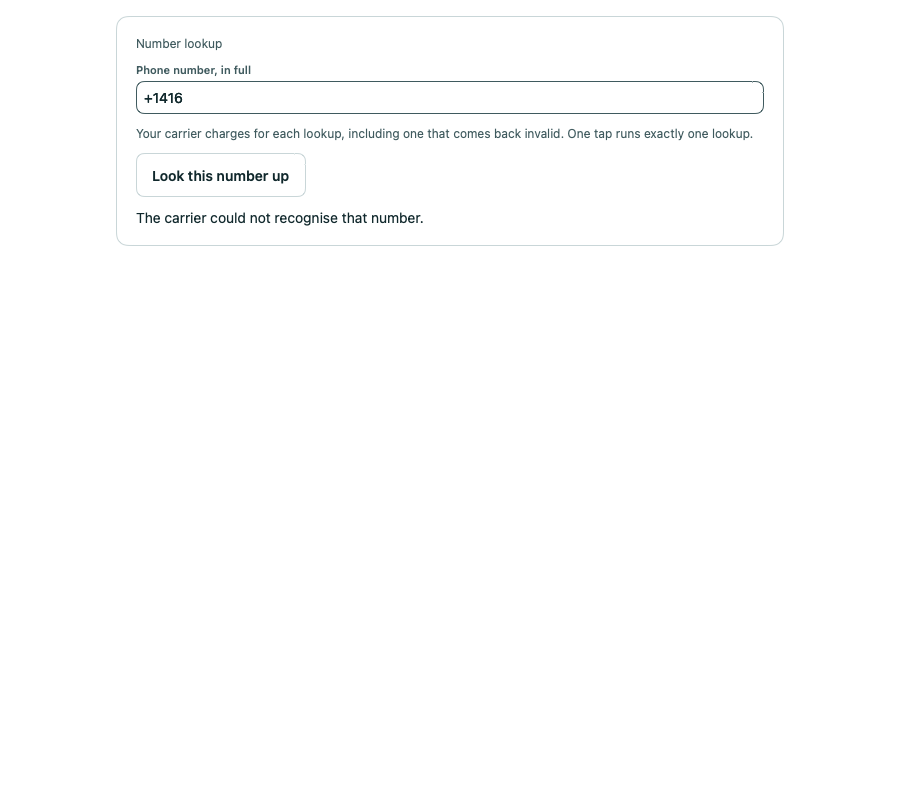 Number lookup
Phone number, in full
+1416
Your carrier charges for each lookup, including one that comes back invalid. One tap runs exactly one lookup.
Look this number up
The carrier could not recognise that number.